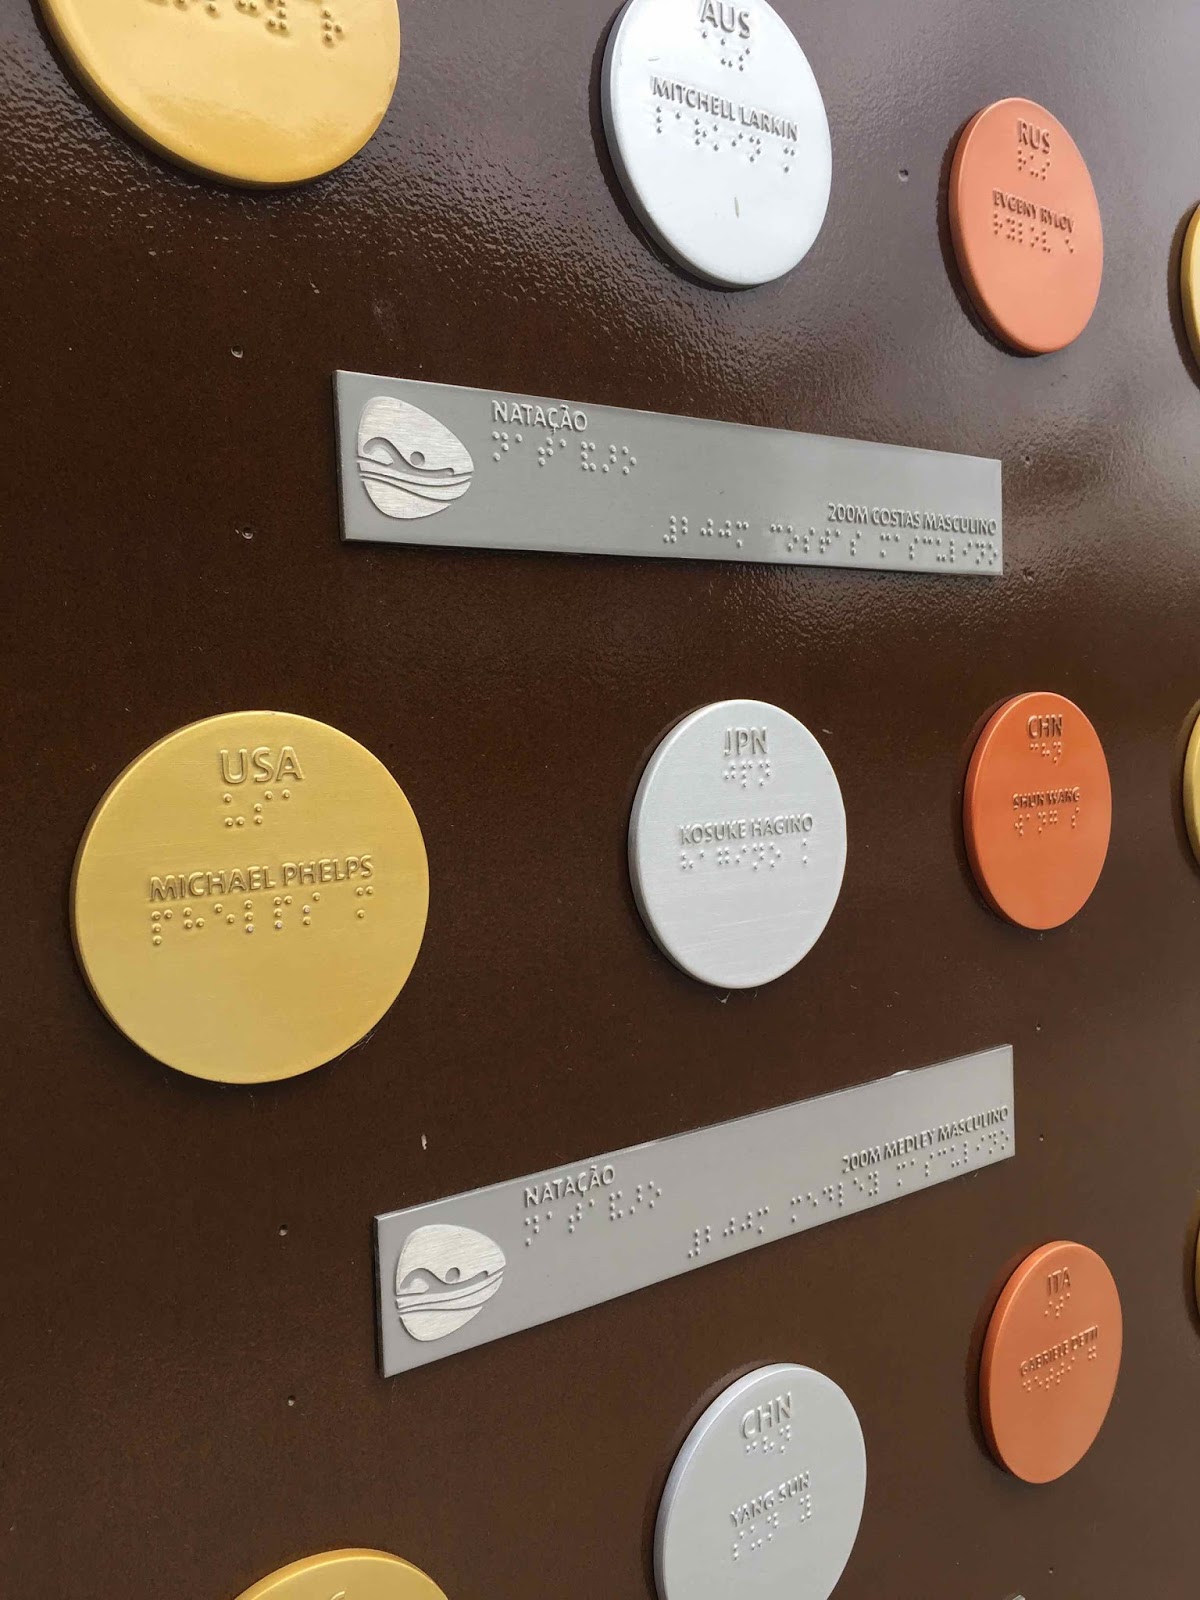 AUS
MITCHELL LARKIN
RUS
EVGENY RYLOV
NATAÇÃO
200M COSTAS MASCULINO
USA
MICHAEL PHELPS
JPN
KOSUKE HAGINO
CHN
SHUN WANG
NATAÇÃO
200M MEDLEY MASCULINO
ITA
GABRIELE DETTI
CHN
YANG SUN